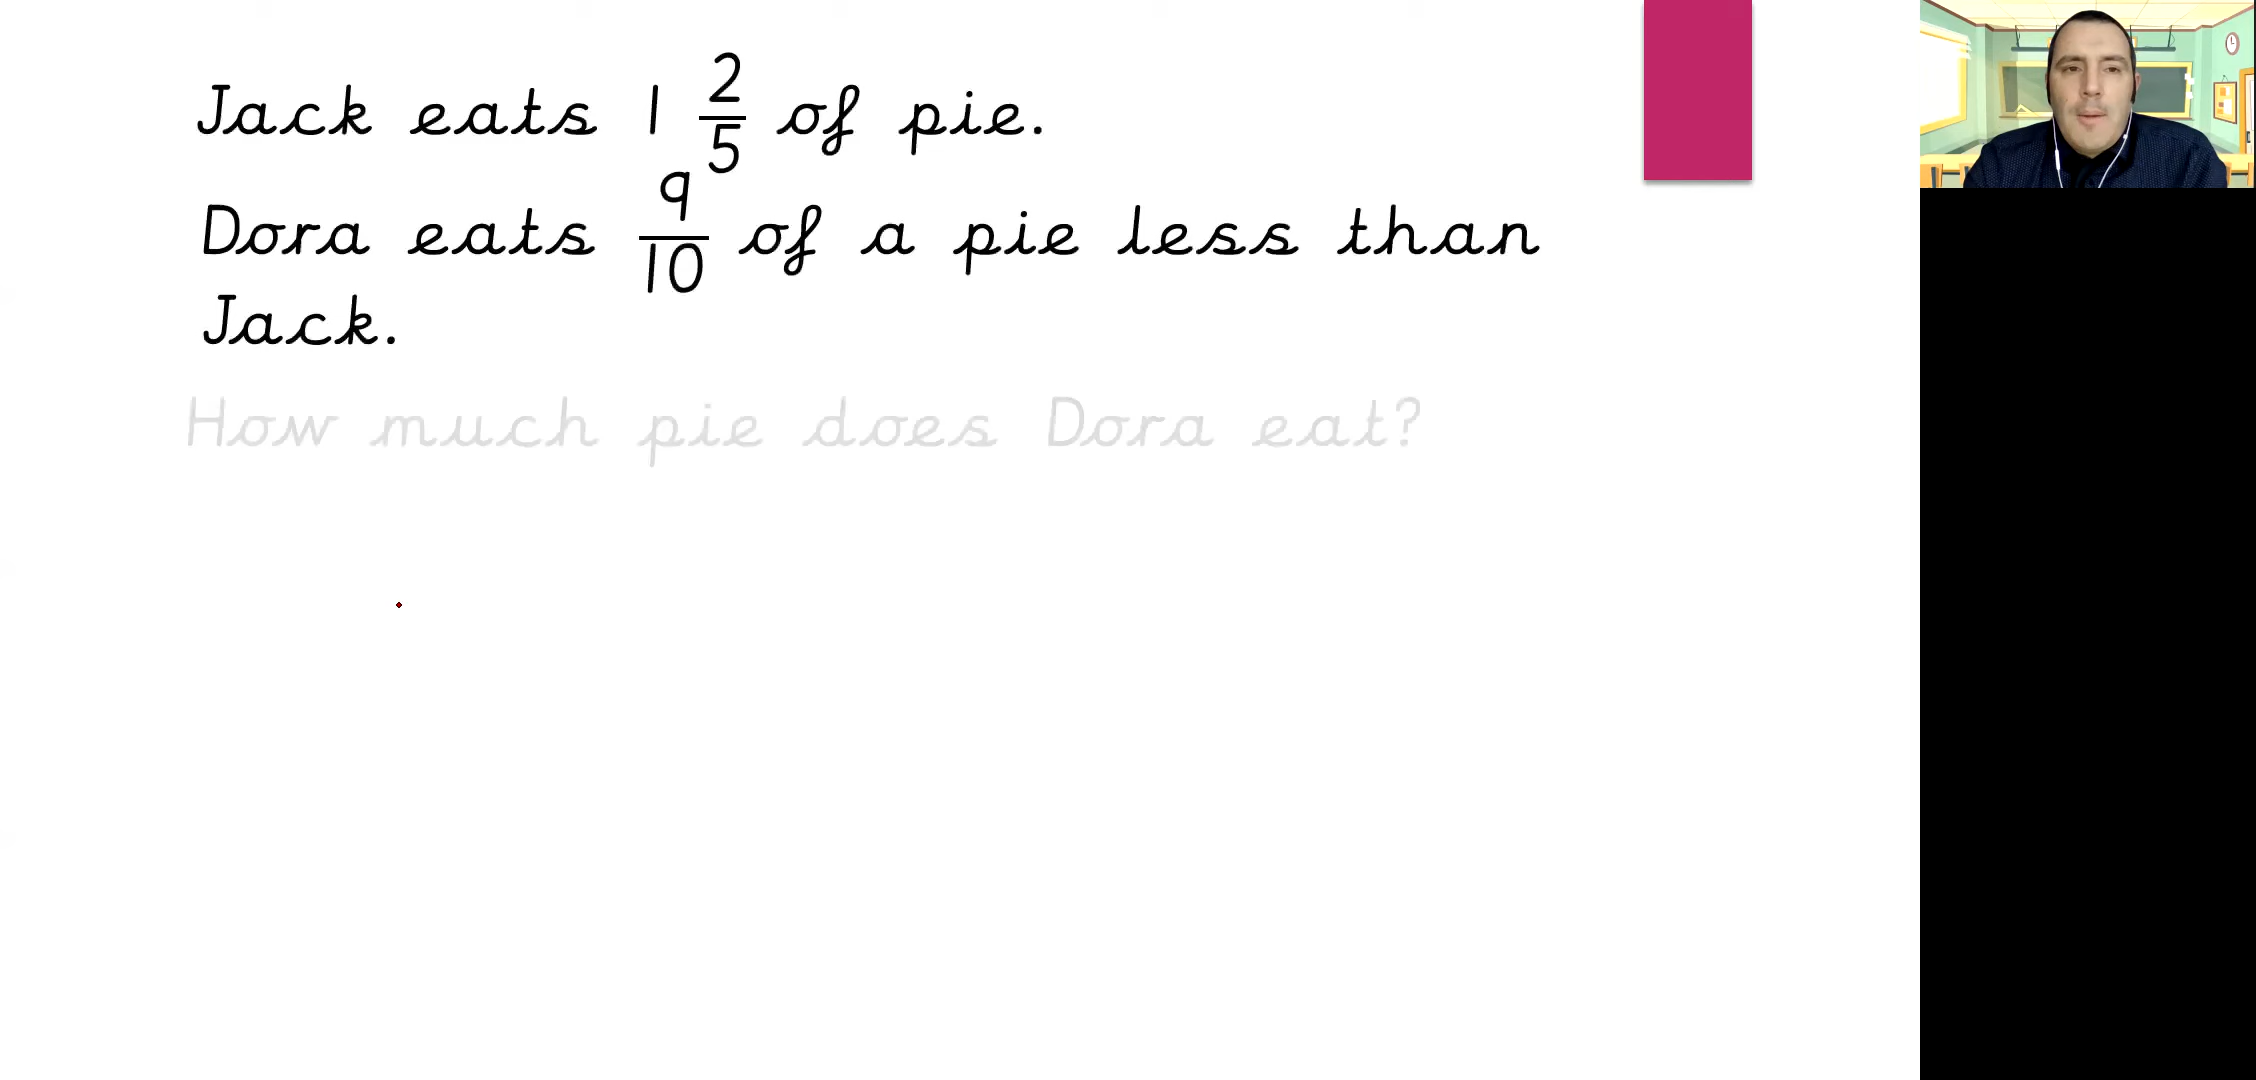 Jack eats 1 2/5 of pie.
Dora eats 9/10 of a pie less than
Jack.
How much pie does Dora eat?